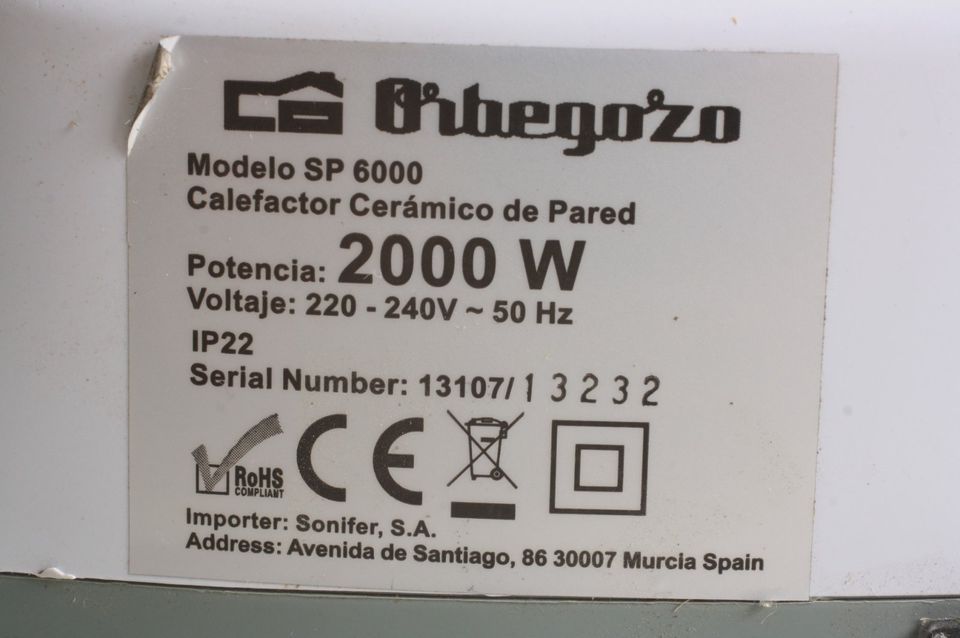 Orbegozo
Modelo SP 6000
Calefactor Cerámico de Pared
Potencia: 2000 W
Voltaje: 220 - 240V ~ 50 Hz
IP22
Serial Number: 13107/ 13232
RoHS
COMPLIANT
CE
Importer: Sonifer, S.A.
Address: Avenida de Santiago, 86 30007 Murcia Spain